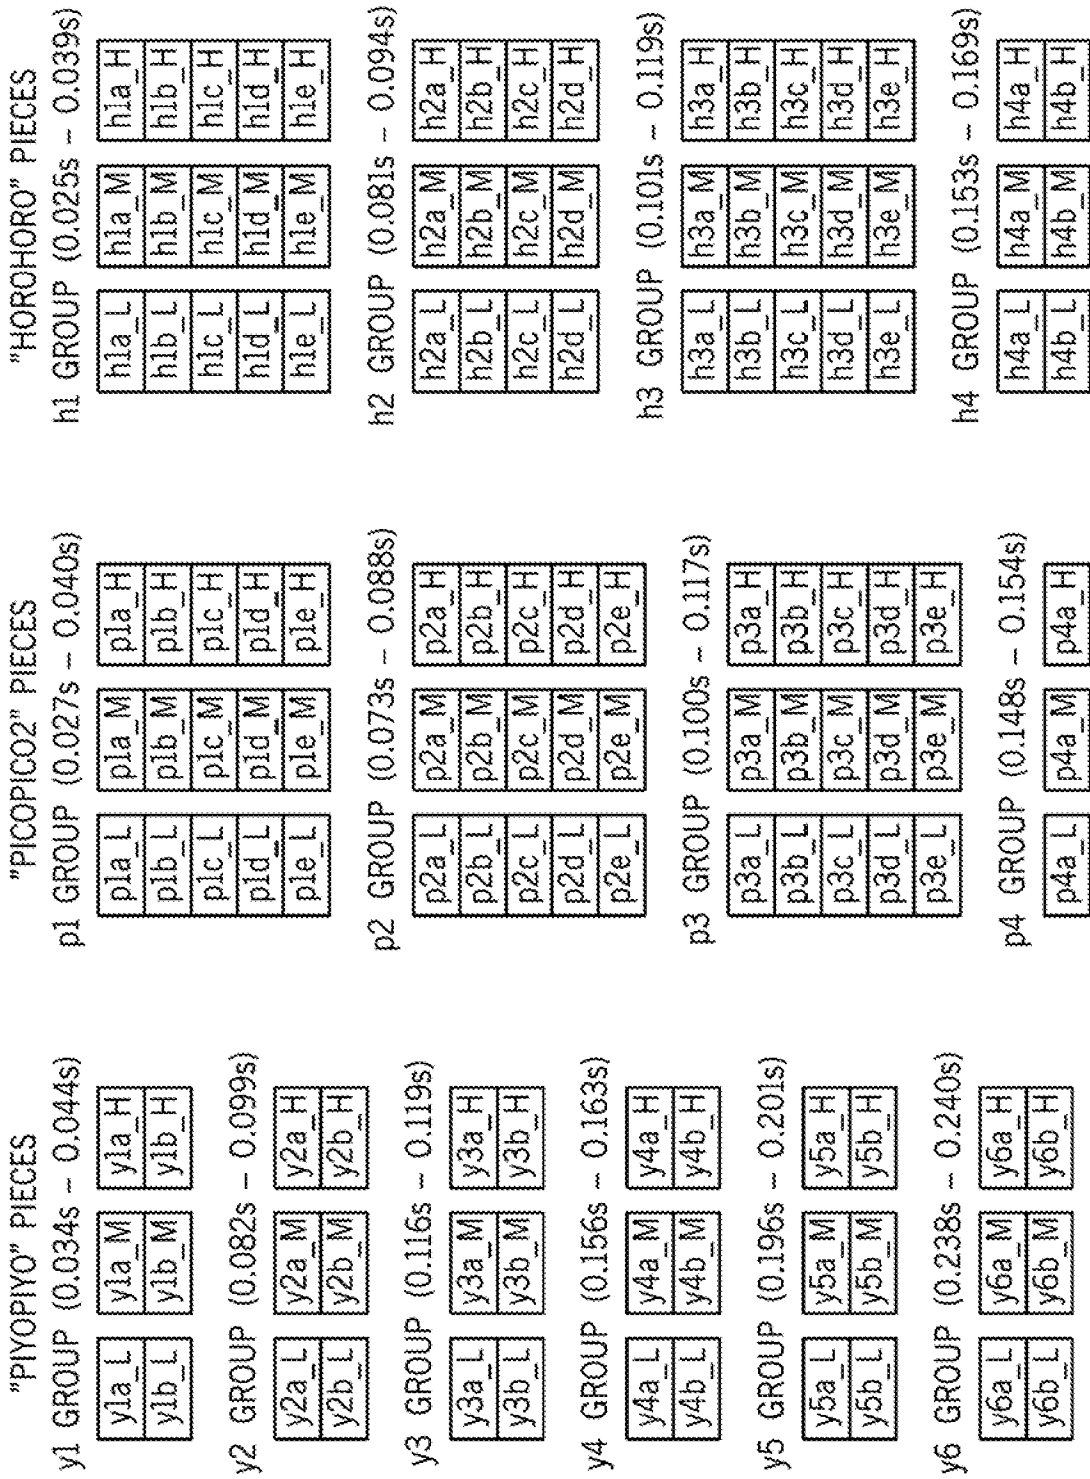 "PIYOPIYO" PIECES
y1 GROUP (0.034s – 0.044s)
y1a_L y1a_M y1a_H
y1b_L y1b_M y1b_H
y2 GROUP (0.082s – 0.099s)
y2a_L y2a_M y2a_H
y2b_L y2b_M y2b_H
y3 GROUP (0.116s – 0.119s)
y3a_L y3a_M y3a_H
y3b_L y3b_M y3b_H
y4 GROUP (0.156s – 0.163s)
y4a_L y4a_M y4a_H
y4b_L y4b_M y4b_H
y5 GROUP (0.196s – 0.201s)
y5a_L y5a_M y5a_H
y5b_L y5b_M y5b_H
y6 GROUP (0.238s – 0.240s)
y6a_L y6a_M y6a_H
y6b_L y6b_M y6b_H
"PICOPICO2" PIECES
p1 GROUP (0.027s – 0.040s)
p1a_L p1a_M p1a_H
p1b_L p1b_M p1b_H
p1c_L p1c_M p1c_H
p1d_L p1d_M p1d_H
p1e_L p1e_M p1e_H
p2 GROUP (0.073s – 0.088s)
p2a_L p2a_M p2a_H
p2b_L p2b_M p2b_H
p2c_L p2c_M p2c_H
p2d_L p2d_M p2d_H
p2e_L p2e_M p2e_H
p3 GROUP (0.100s – 0.117s)
p3a_L p3a_M p3a_H
p3b_L p3b_M p3b_H
p3c_L p3c_M p3c_H
p3d_L p3d_M p3d_H
p3e_L p3e_M p3e_H
p4 GROUP (0.148s – 0.154s)
p4a_L p4a_M p4a_H
"HOROHORO" PIECES
h1 GROUP (0.025s – 0.039s)
h1a_L h1a_M h1a_H
h1b_L h1b_M h1b_H
h1c_L h1c_M h1c_H
h1d_L h1d_M h1d_H
h1e_L h1e_M h1e_H
h2 GROUP (0.081s – 0.094s)
h2a_L h2a_M h2a_H
h2b_L h2b_M h2b_H
h2c_L h2c_M h2c_H
h2d_L h2d_M h2d_H
h3 GROUP (0.101s – 0.119s)
h3a_L h3a_M h3a_H
h3b_L h3b_M h3b_H
h3c_L h3c_M h3c_H
h3d_L h3d_M h3d_H
h3e_L h3e_M h3e_H
h4 GROUP (0.153s – 0.169s)
h4a_L h4a_M h4a_H
h4b_L h4b_M h4b_H